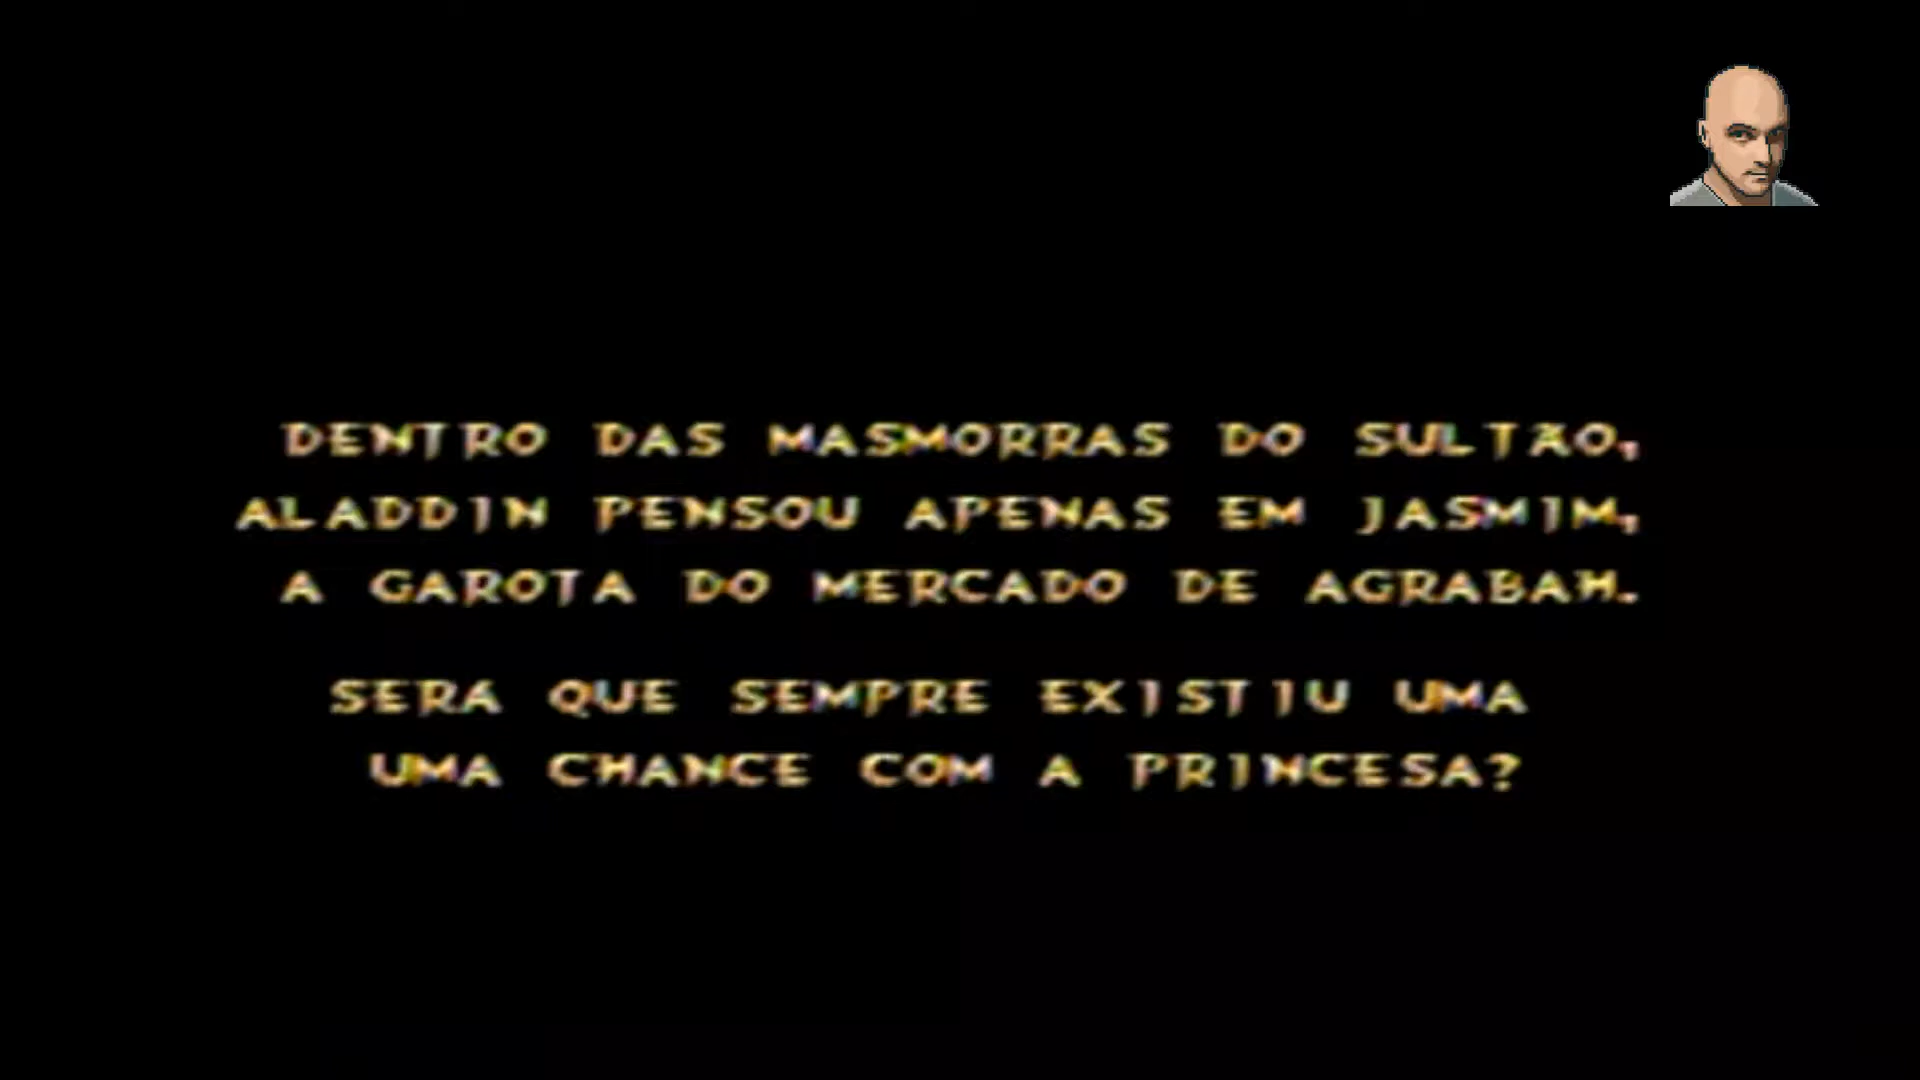 DENTRO DAS MASMORRAS DO SULTÃO,
ALADDIN PENSOU APENAS EM JASMIM,
A GAROTA DO MERCADO DE AGRABAH.
SERA QUE SEMPRE EXISTIU UMA
UMA CHANCE COM A PRINCESA?